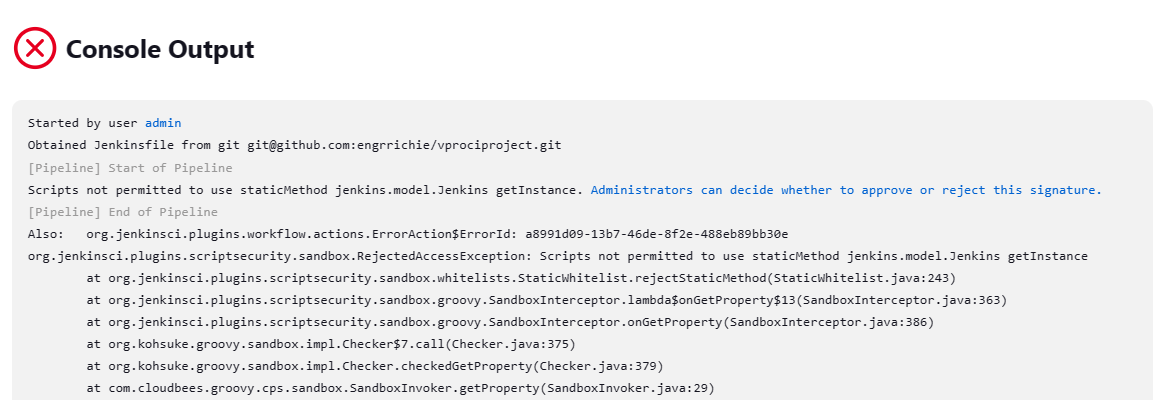 Console Output
Started by user admin
Obtained Jenkinsfile from git git@github.com:engrrichie/vprociproject.git
[Pipeline] Start of Pipeline
Scripts not permitted to use staticMethod jenkins.model.Jenkins getInstance. Administrators can decide whether to approve or reject this signature.
[Pipeline] End of Pipeline
Also:   org.jenkinsci.plugins.workflow.actions.ErrorAction$ErrorId: a8991d09-13b7-46de-8f2e-488eb89bb30e
org.jenkinsci.plugins.scriptsecurity.sandbox.RejectedAccessException: Scripts not permitted to use staticMethod jenkins.model.Jenkins getInstance
	at org.jenkinsci.plugins.scriptsecurity.sandbox.whitelists.StaticWhitelist.rejectStaticMethod(StaticWhitelist.java:243)
	at org.jenkinsci.plugins.scriptsecurity.sandbox.groovy.SandboxInterceptor.lambda$onGetProperty$13(SandboxInterceptor.java:363)
	at org.jenkinsci.plugins.scriptsecurity.sandbox.groovy.SandboxInterceptor.onGetProperty(SandboxInterceptor.java:386)
	at org.kohsuke.groovy.sandbox.impl.Checker$7.call(Checker.java:375)
	at org.kohsuke.groovy.sandbox.impl.Checker.checkedGetProperty(Checker.java:379)
	at com.cloudbees.groovy.cps.sandbox.SandboxInvoker.getProperty(SandboxInvoker.java:29)